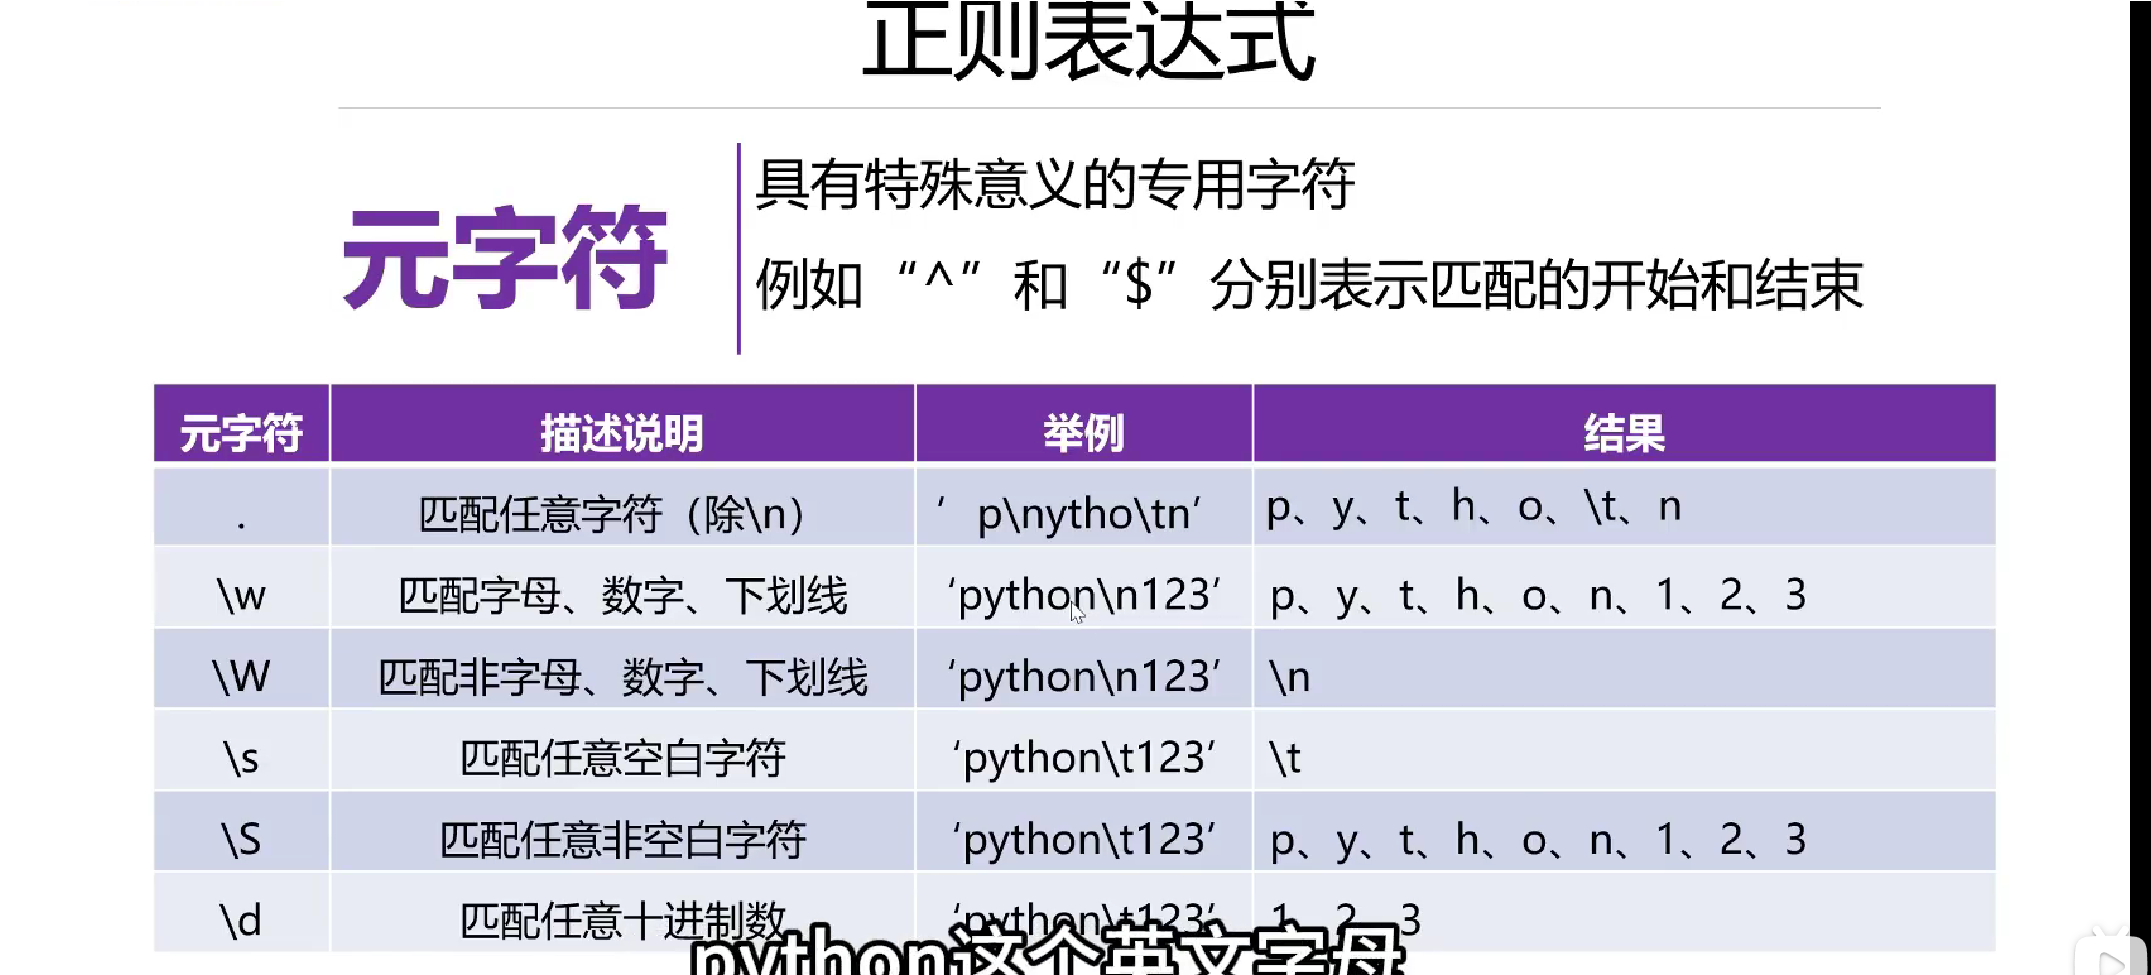 正则表达式
元字符
具有特殊意义的专用字符
例如“^”和“$”分别表示匹配的开始和结束
元字符 描述说明 举例 结果
. 匹配任意字符（除\n） ’p\nytho\tn’ p、y、t、h、o、\t、n
\w 匹配字母、数字、下划线 ‘python\n123’ p、y、t、h、o、n、1、2、3
\W 匹配非字母、数字、下划线 ‘python\n123’ \n
\s 匹配任意空白字符 ‘python\t123’ \t
\S 匹配任意非空白字符 ‘python\t123’ p、y、t、h、o、n、1、2、3
\d 匹配任意十进制数 ‘python\t123’ 1、2、3
python这个英文字母